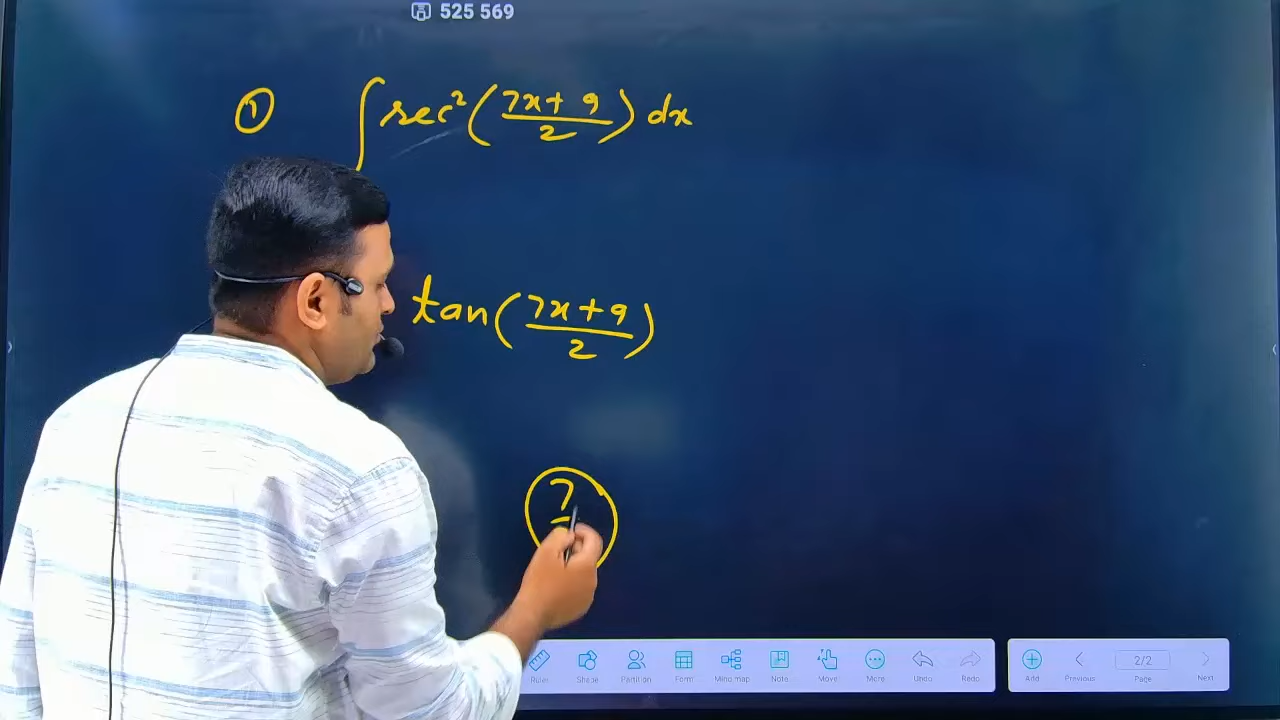 525 569
① ∫ sec² (7x + 9 / 2) dx
tan (7x + 9 / 2)
7
Ruler Shape Partition Form Mind map Note Move More Undo Redo Add Previous 2/2 Page Next